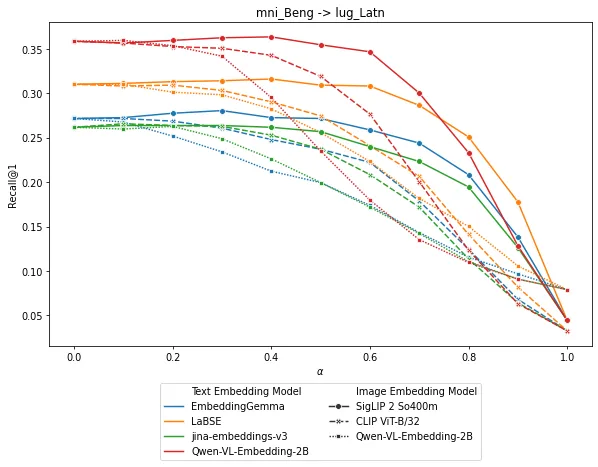 mni_Beng -> lug_Latn
Recall@1
0.35
0.30
0.25
0.20
0.15
0.10
0.05
0.0 0.2 0.4 0.6 0.8 1.0
α
Text Embedding Model
EmbeddingGemma
LaBSE
jina-embeddings-v3
Qwen-VL-Embedding-2B
Image Embedding Model
SigLIP 2 So400m
CLIP ViT-B/32
Qwen-VL-Embedding-2B